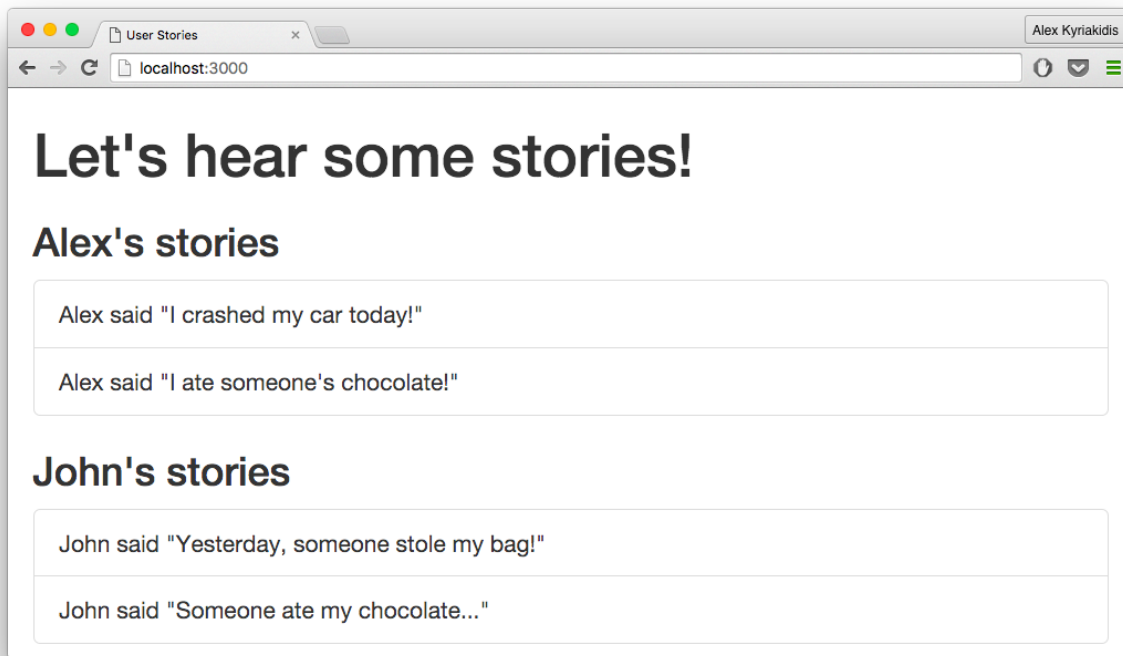 User Stories
Alex Kyriakidis
localhost:3000
Let's hear some stories!
Alex's stories
Alex said "I crashed my car today!"
Alex said "I ate someone's chocolate!"
John's stories
John said "Yesterday, someone stole my bag!"
John said "Someone ate my chocolate..."